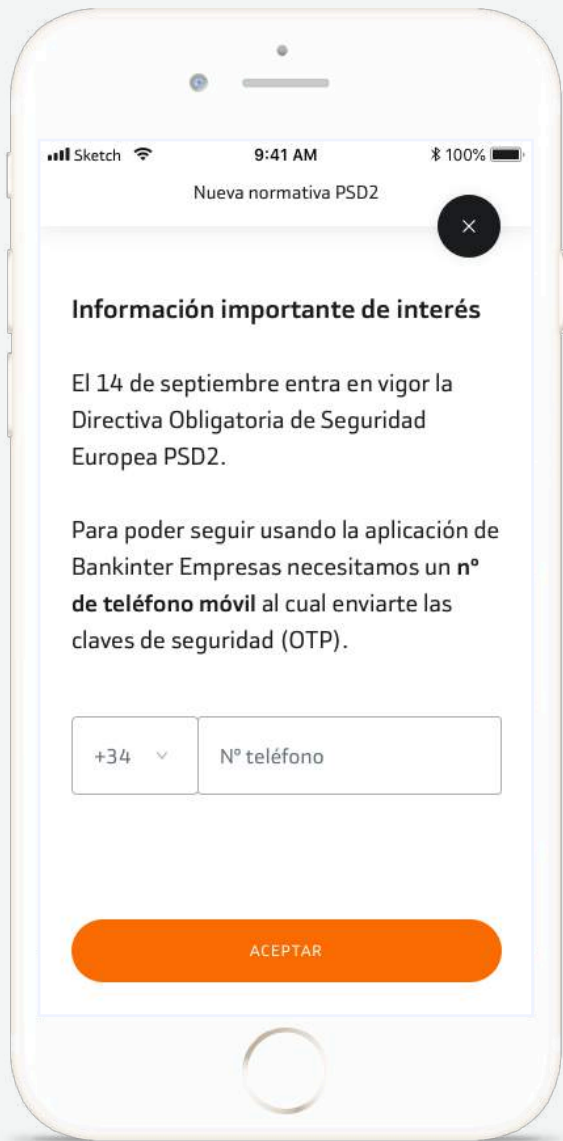 Sketch 9:41 AM 100%
Nueva normativa PSD2
Información importante de interés
El 14 de septiembre entra en vigor la
Directiva Obligatoria de Seguridad
Europea PSD2.
Para poder seguir usando la aplicación de
Bankinter Empresas necesitamos un nº
de teléfono móvil al cual enviarte las
claves de seguridad (OTP).
+34 Nº teléfono
ACEPTAR